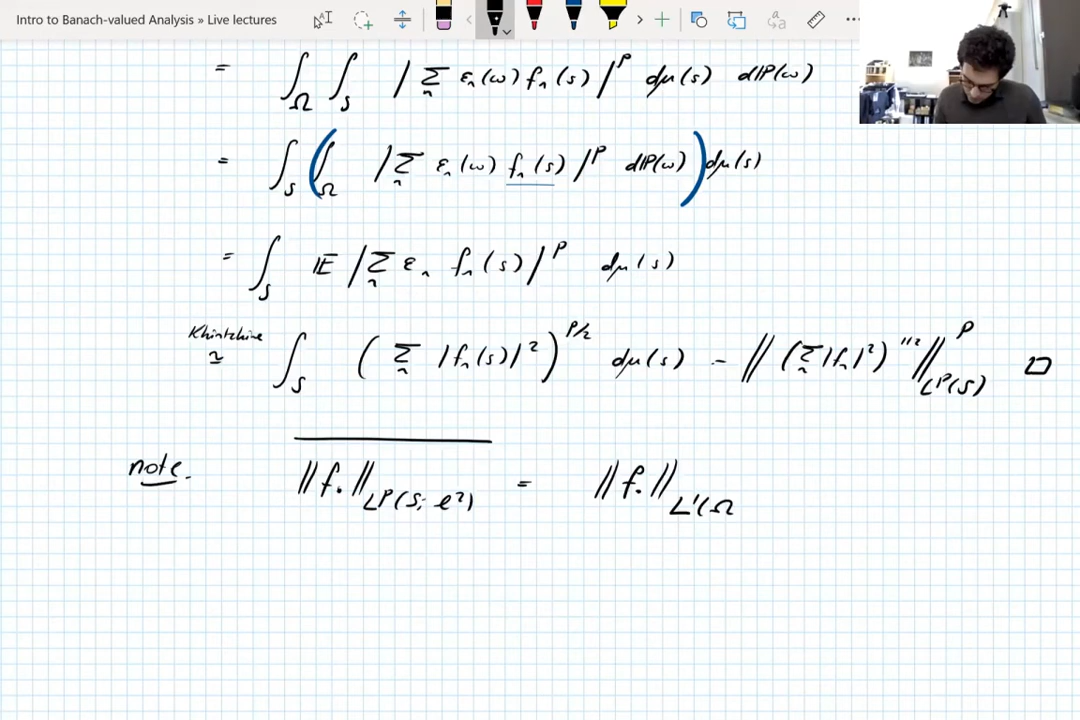 Intro to Banach-valued Analysis » Live lectures
= ∫_Ω ∫_S |Σ_n ε_n(ω) f_n(s)|^p dμ(s) dℙ(ω)
= ∫_S ( ∫_Ω |Σ_n ε_n(ω) f_n(s)|^p dℙ(ω) ) dμ(s)
= ∫_S 𝔼 |Σ_n ε_n f_n(s)|^p dμ(s)
Khintchine
≃ ∫_S ( Σ_n |f_n(s)|² )^{p/2} dμ(s) = ‖(Σ_n |f_n|²)^{1/2}‖^p_{L^p(S)} □
note. ‖f.‖_{L^p(S; ℓ²)} = ‖f.‖_{L'(Ω